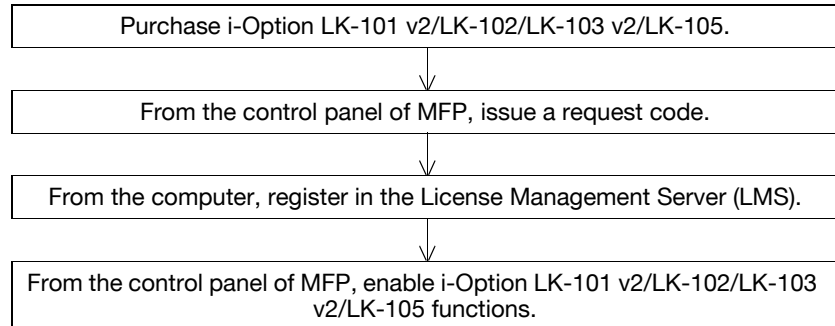 Purchase i-Option LK-101 v2/LK-102/LK-103 v2/LK-105.
From the control panel of MFP, issue a request code.
From the computer, register in the License Management Server (LMS).
From the control panel of MFP, enable i-Option LK-101 v2/LK-102/LK-103
v2/LK-105 functions.